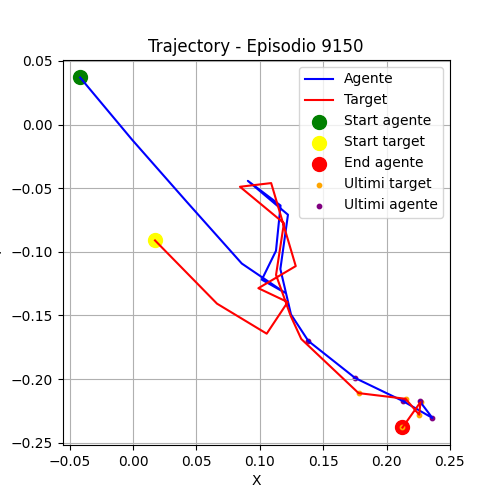 Trajectory - Episodio 9150
Agente
Target
Start agente
Start target
End agente
Ultimi target
Ultimi agente
0.05
0.00
−0.05
−0.10
−0.15
−0.20
−0.25
−0.05
0.00
0.05
0.10
0.15
0.20
0.25
X